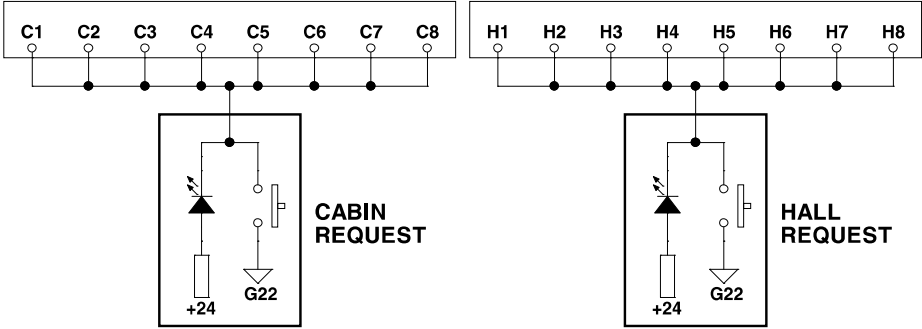 C1 C2 C3 C4 C5 C6 C7 C8
H1 H2 H3 H4 H5 H6 H7 H8
CABIN
REQUEST
+24
G22
HALL
REQUEST
+24
G22